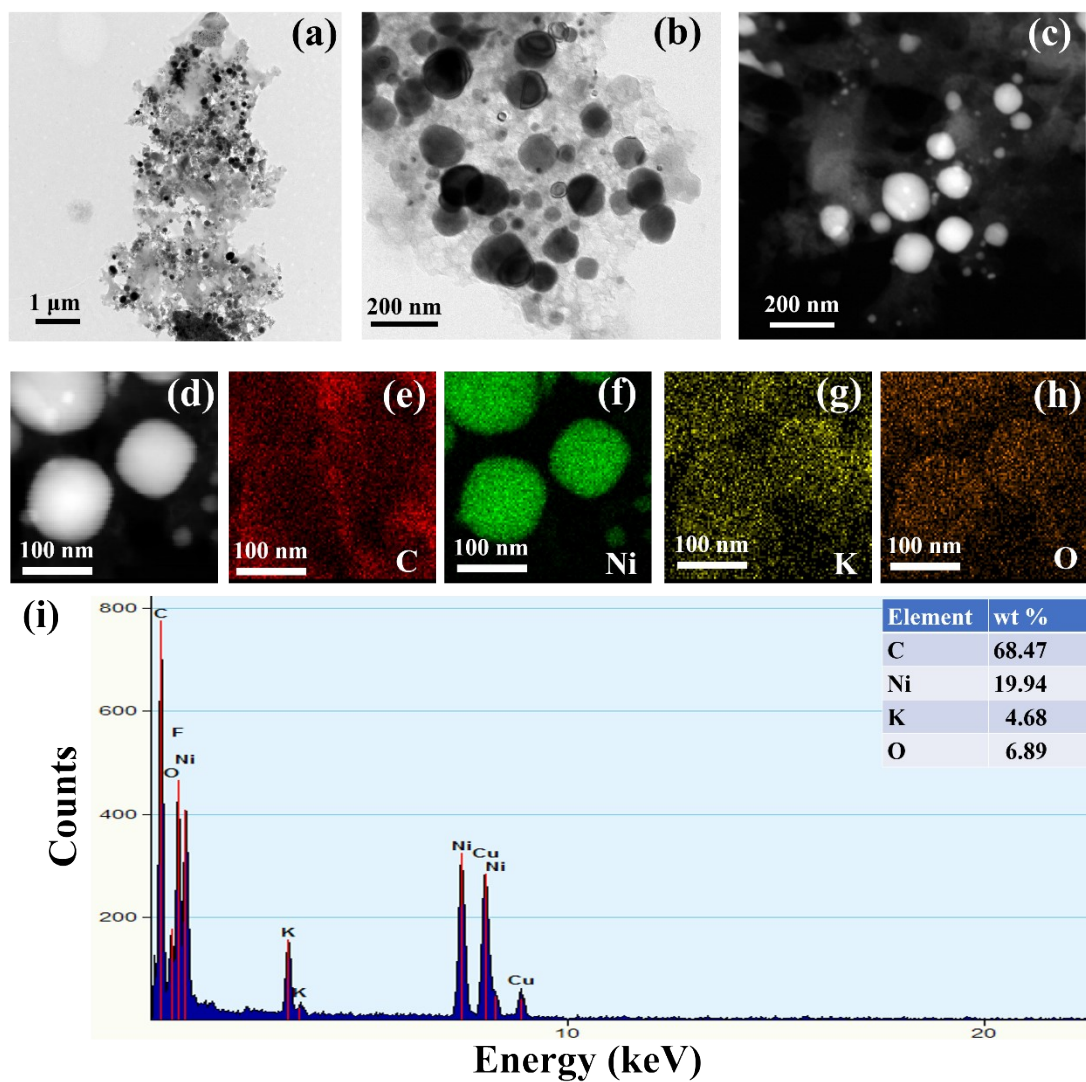 (a)
(b)
(c)
1 μm
200 nm
200 nm
(d)
(e)
(f)
(g)
(h)
100 nm
100 nm
100 nm
100 nm
100 nm
C
Ni
K
O
(i)
Counts
800
600
400
200
C
F
Ni
O
K
K
Ni
Cu
Ni
Cu
10
20
Energy (keV)
Element wt %
C 68.47
Ni 19.94
K 4.68
O 6.89